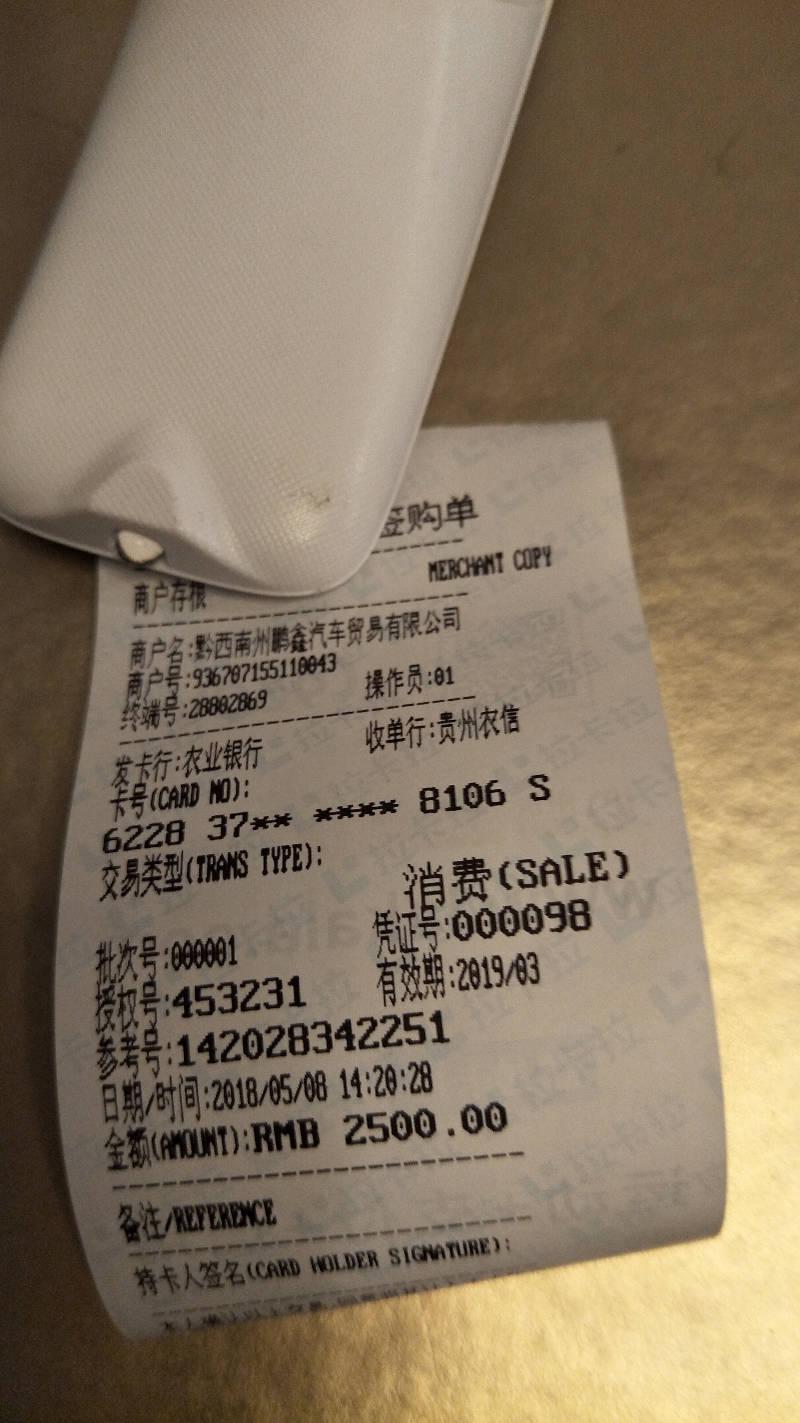 签购单
MERCHANT COPY
商户存根
商户名:黔西南州鹏鑫汽车贸易有限公司
商户号:936707155110043
终端号:28802869 操作员:01
发卡行:农业银行 收单行:贵州农信
卡号(CARD NO):
6228 37** **** 8106 S
交易类型(TRANS TYPE):
消费(SALE)
批次号:000001 凭证号:000098
授权号:453231 有效期:2019/03
参考号:142028342251
日期/时间:2018/05/08 14:20:28
金额(AMOUNT):RMB 2500.00
备注/REFERENCE
持卡人签名(CARD HOLDER SIGNATURE):